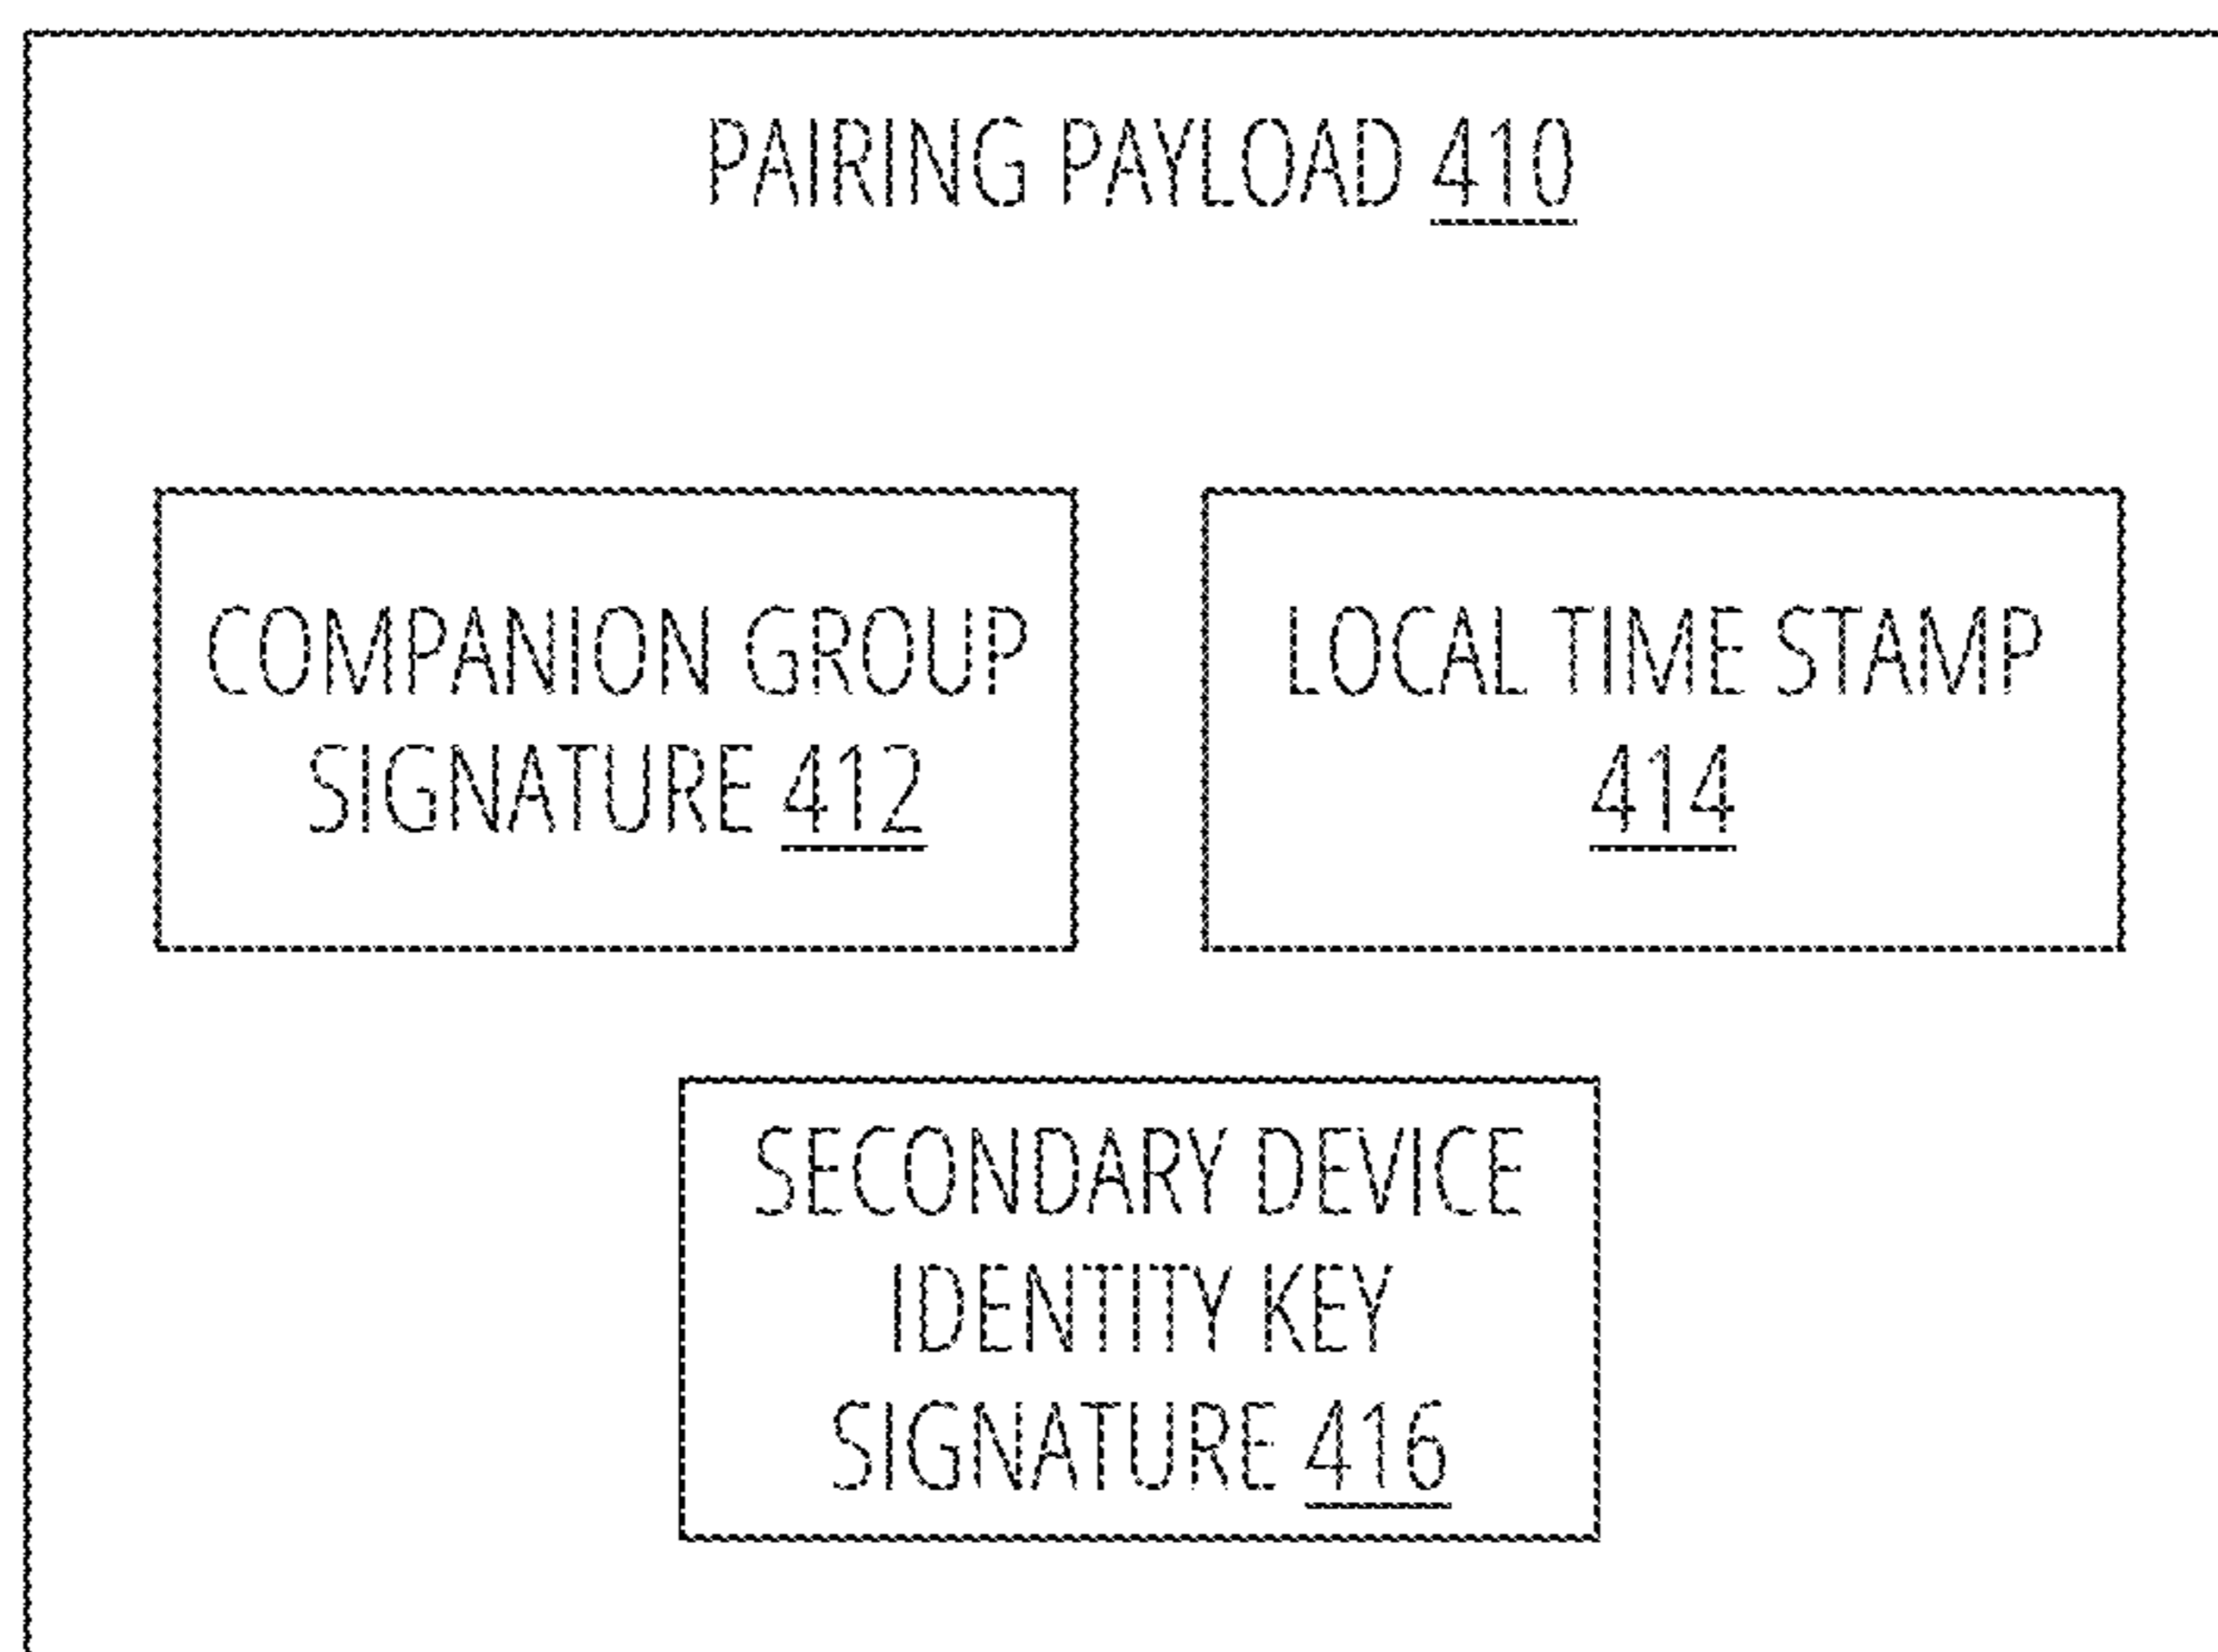 PAIRING PAYLOAD 410
COMPANION GROUP
SIGNATURE 412
LOCAL TIME STAMP
414
SECONDARY DEVICE
IDENTITY KEY
SIGNATURE 416